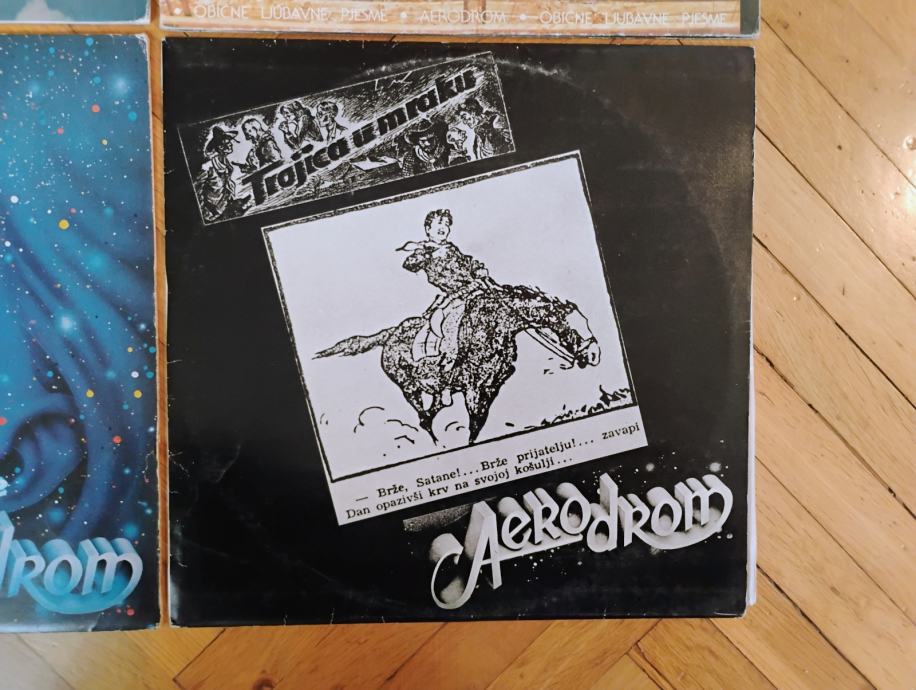 • OBIČNE LJUBAVNE PJESME • AERODROM • OBIČNE LJUBAVNE PJESME
Trojica u mraku
— Brže, Satane!...Brže prijatelju!... zavapi
Dan opazivši krv na svojoj košulji...
Aerodrom
drom